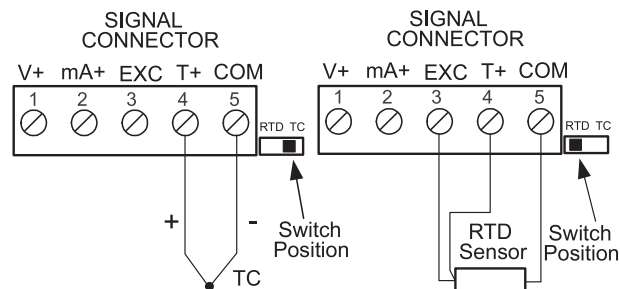 SIGNAL
CONNECTOR
V+ mA+ EXC T+ COM
1 2 3 4 5
RTD TC
+ -
Switch
Position
TC
SIGNAL
CONNECTOR
V+ mA+ EXC T+ COM
1 2 3 4 5
RTD TC
RTD
Sensor
Switch
Position